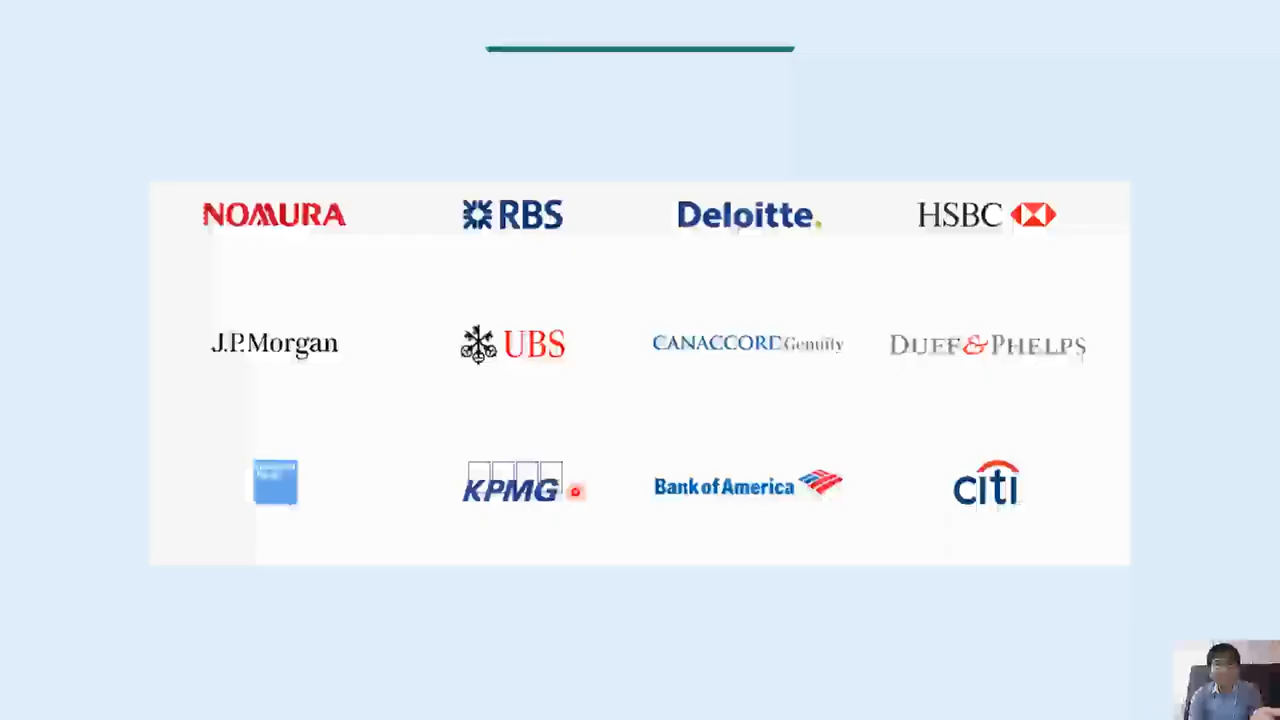 NOMURA
RBS
Deloitte.
HSBC
J.P.Morgan
UBS
CANACCORD Genuity
DUFF & PHELPS
KPMG
Bank of America
citi